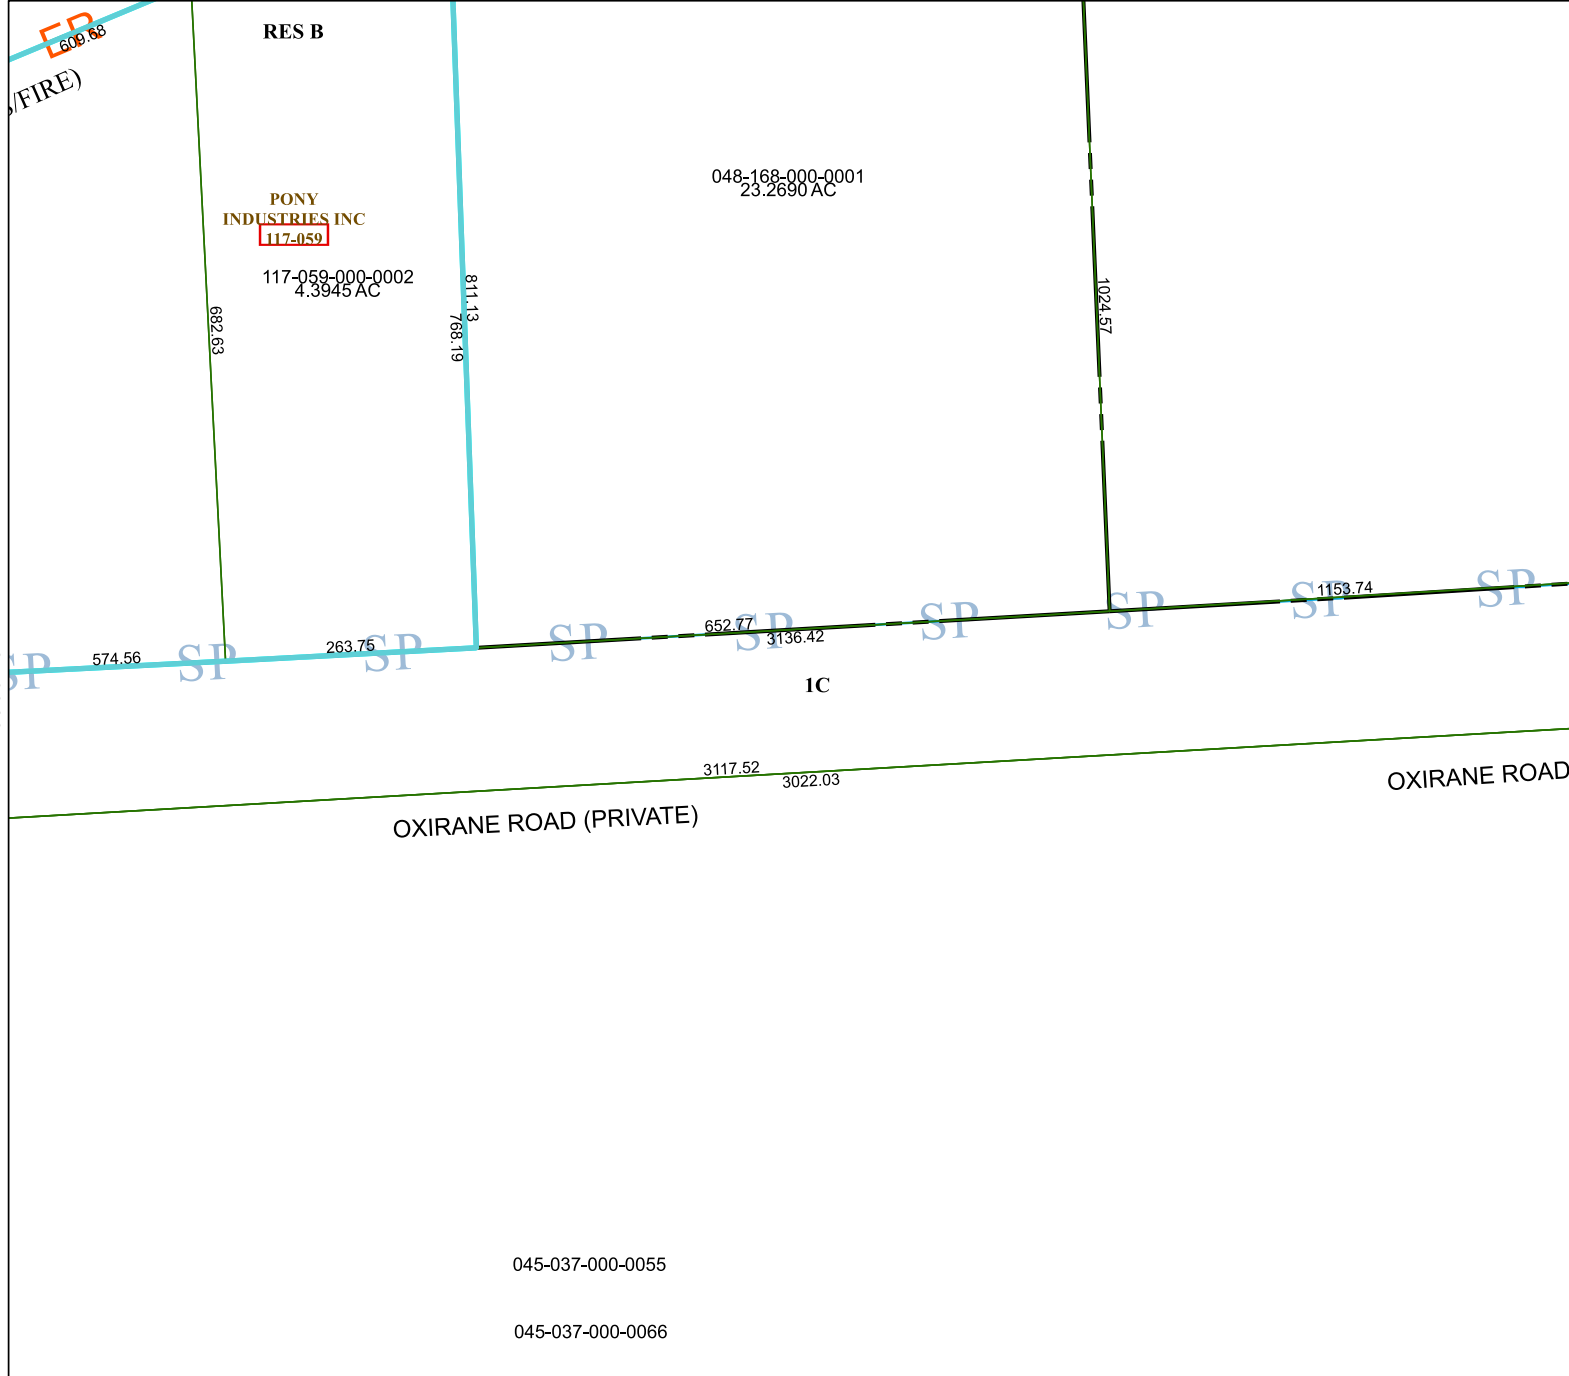 ER
609.68
S/FIRE)
RES B
PONY
INDUSTRIES INC
117-059
117-059-000-0002
4.3945 AC
048-168-000-0001
23.2690 AC
682.63
811.13
768.19
1024.57
SP
574.56
SP
263.75
SP
SP
652.77
SP
3136.42
SP
SP
SP
1153.74
SP
1C
3117.52
3022.03
OXIRANE ROAD (PRIVATE)
OXIRANE ROAD
045-037-000-0055
045-037-000-0066